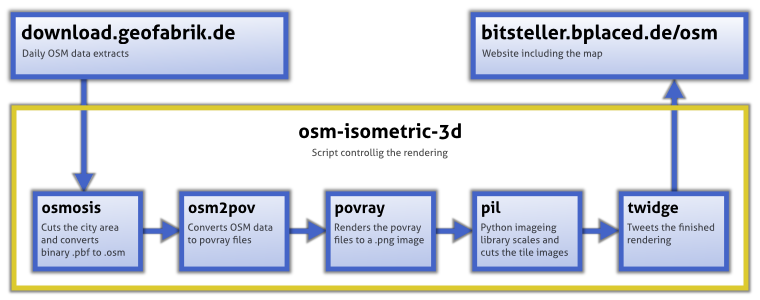 download.geofabrik.de
Daily OSM data extracts
bitsteller.bplaced.de/osm
Website including the map
osm-isometric-3d
Script controllig the rendering
osmosis
Cuts the city area
and converts
binary .pbf to .osm
osm2pov
Converts OSM data
to povray files
povray
Renders the povray
files to a .png image
pil
Python imageing
library scales and
cuts the tile images
twidge
Tweets the finished
rendering